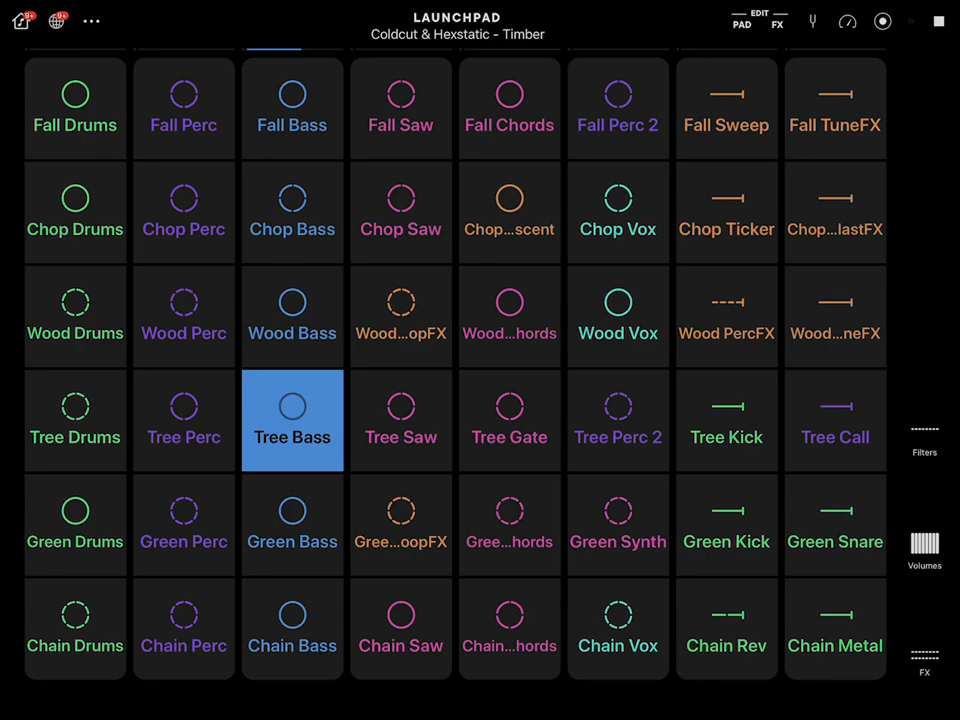 9+
9+
LAUNCHPAD
Coldcut & Hexstatic - Timber
EDIT
PAD
FX
Fall Drums
Fall Perc
Fall Bass
Fall Saw
Fall Chords
Fall Perc 2
Fall Sweep
Fall TuneFX
Chop Drums
Chop Perc
Chop Bass
Chop Saw
Chop...scent
Chop Vox
Chop Ticker
Chop...lastFX
Wood Drums
Wood Perc
Wood Bass
Wood...opFX
Wood...hords
Wood Vox
Wood PercFX
Wood...neFX
Tree Drums
Tree Perc
Tree Bass
Tree Saw
Tree Gate
Tree Perc 2
Tree Kick
Tree Call
Filters
Green Drums
Green Perc
Green Bass
Gree...oopFX
Gree...hords
Green Synth
Green Kick
Green Snare
Volumes
Chain Drums
Chain Perc
Chain Bass
Chain Saw
Chain...hords
Chain Vox
Chain Rev
Chain Metal
FX